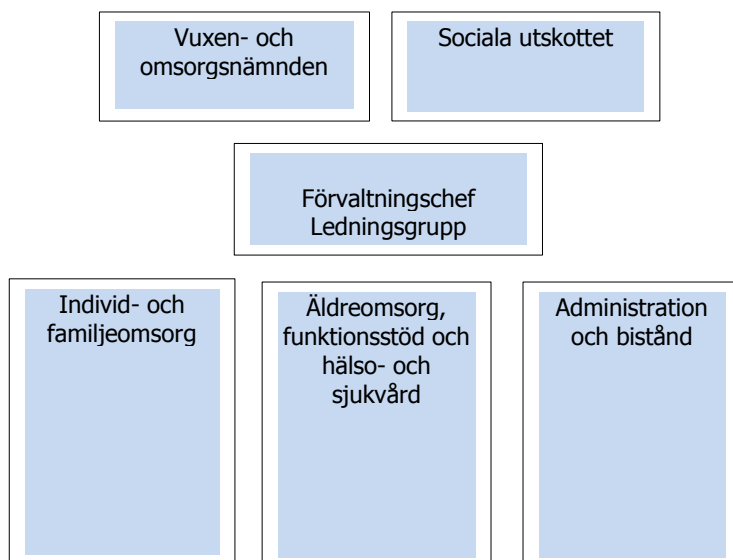 Vuxen- och
omsorgsnämnden
Sociala utskottet
Förvaltningschef
Ledningsgrupp
Individ- och
familjeomsorg
Äldreomsorg,
funktionsstöd och
hälso- och
sjukvård
Administration
och bistånd